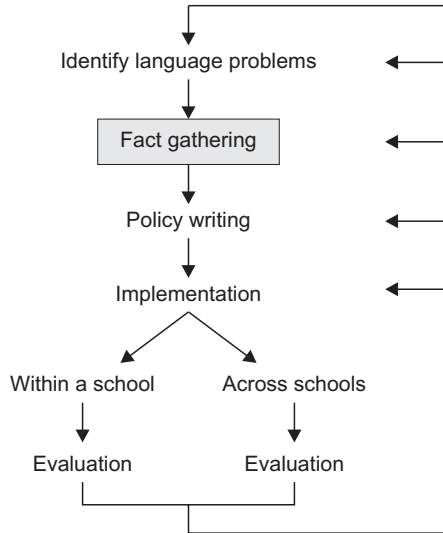 Identify language problems
Fact gathering
Policy writing
Implementation
Within a school
Across schools
Evaluation
Evaluation